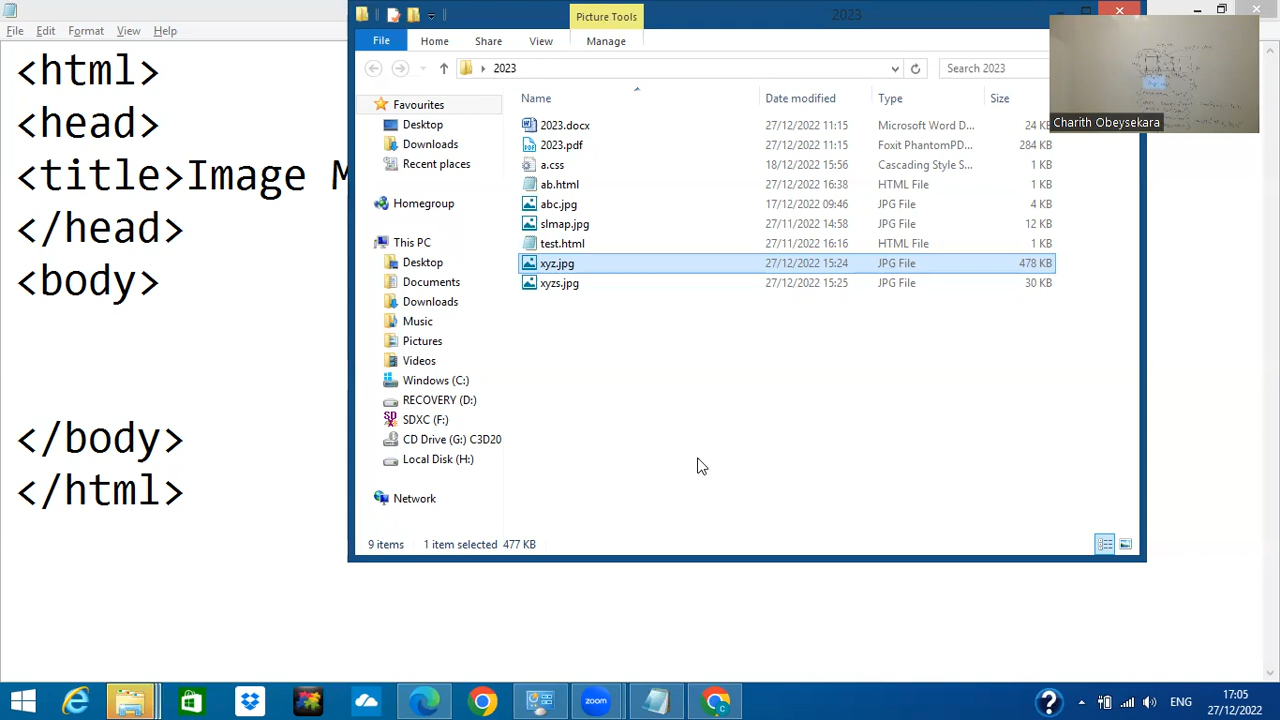 2023
Picture Tools
File Edit Format View Help
File Home Share View Manage
2023
Search 2023
<html>
<head>
<title>Image M
</head>
<body>
</body>
</html>
Favourites
Desktop
Downloads
Recent places
Homegroup
This PC
Desktop
Documents
Downloads
Music
Pictures
Videos
Windows (C:)
RECOVERY (D:)
SDXC (F:)
CD Drive (G:) C3D20
Local Disk (H:)
Network
Name Date modified Type Size
2023.docx 27/12/2022 11:15 Microsoft Word D... 24 KB
2023.pdf 27/12/2022 11:15 Foxit PhantomPD... 284 KB
a.css 18/12/2022 15:56 Cascading Style S... 1 KB
ab.html 27/12/2022 16:38 HTML File 1 KB
abc.jpg 17/12/2022 09:46 JPG File 4 KB
slmap.jpg 27/11/2022 14:58 JPG File 12 KB
test.html 27/11/2022 16:16 HTML File 1 KB
xyz.jpg 27/12/2022 15:24 JPG File 478 KB
xyzs.jpg 27/12/2022 15:25 JPG File 30 KB
9 items 1 item selected 477 KB
Charith Obeysekara
zoom
ENG
17:05
27/12/2022